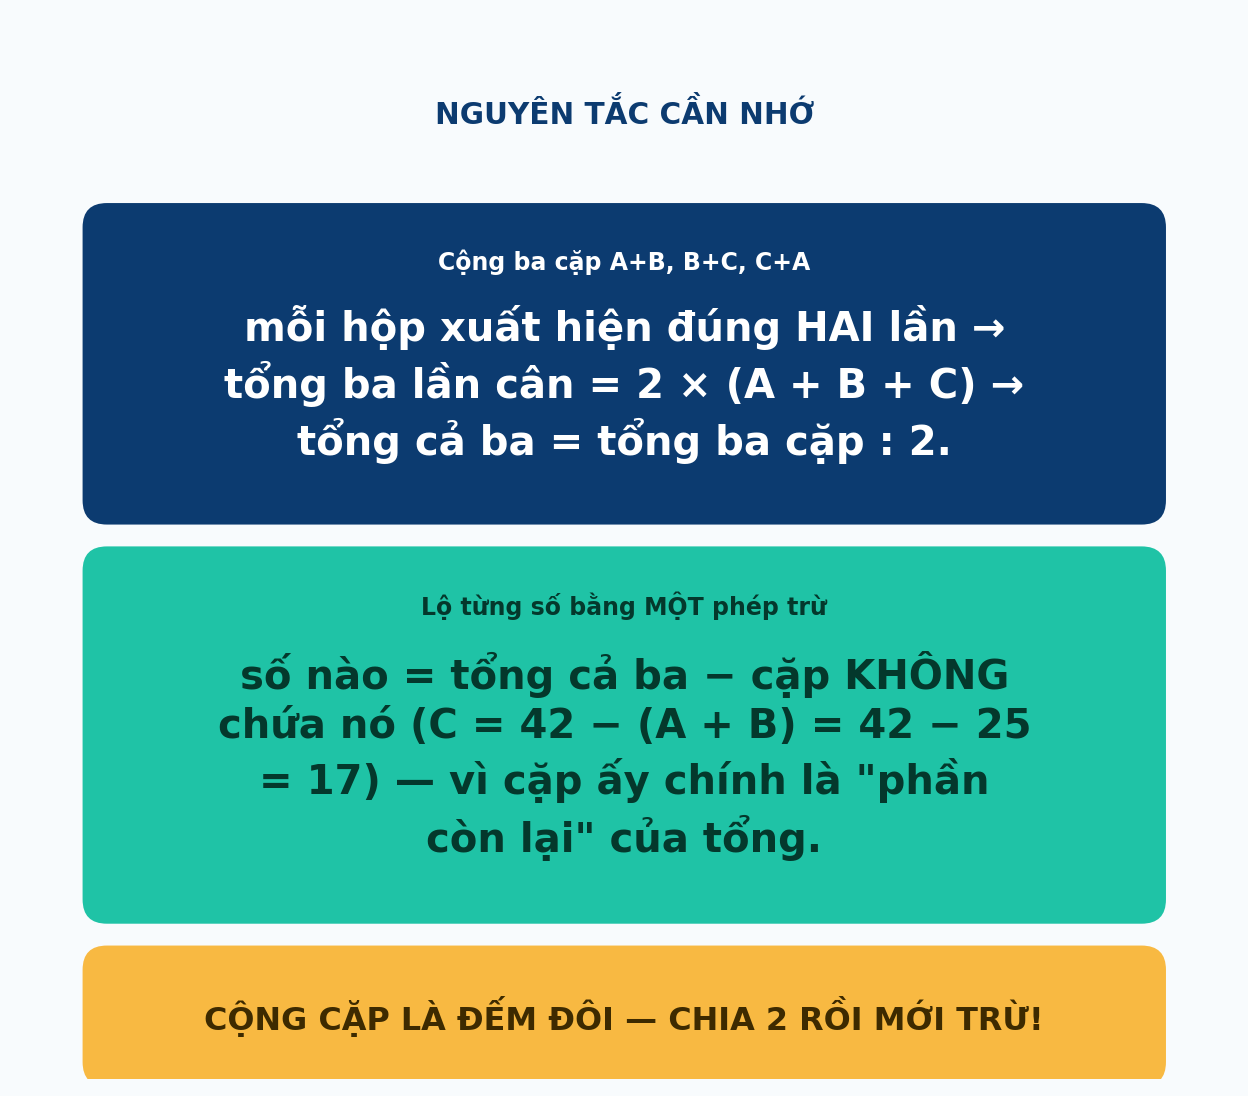 NGUYÊN TẮC CẦN NHỚ
Cộng ba cặp A+B, B+C, C+A
mỗi hộp xuất hiện đúng HAI lần →
tổng ba lần cân = 2 × (A + B + C) →
tổng cả ba = tổng ba cặp : 2.
Lộ từng số bằng MỘT phép trừ
số nào = tổng cả ba − cặp KHÔNG
chứa nó (C = 42 − (A + B) = 42 − 25
= 17) — vì cặp ấy chính là "phần
còn lại" của tổng.
CỘNG CẶP LÀ ĐẾM ĐÔI — CHIA 2 RỒI MỚI TRỪ!